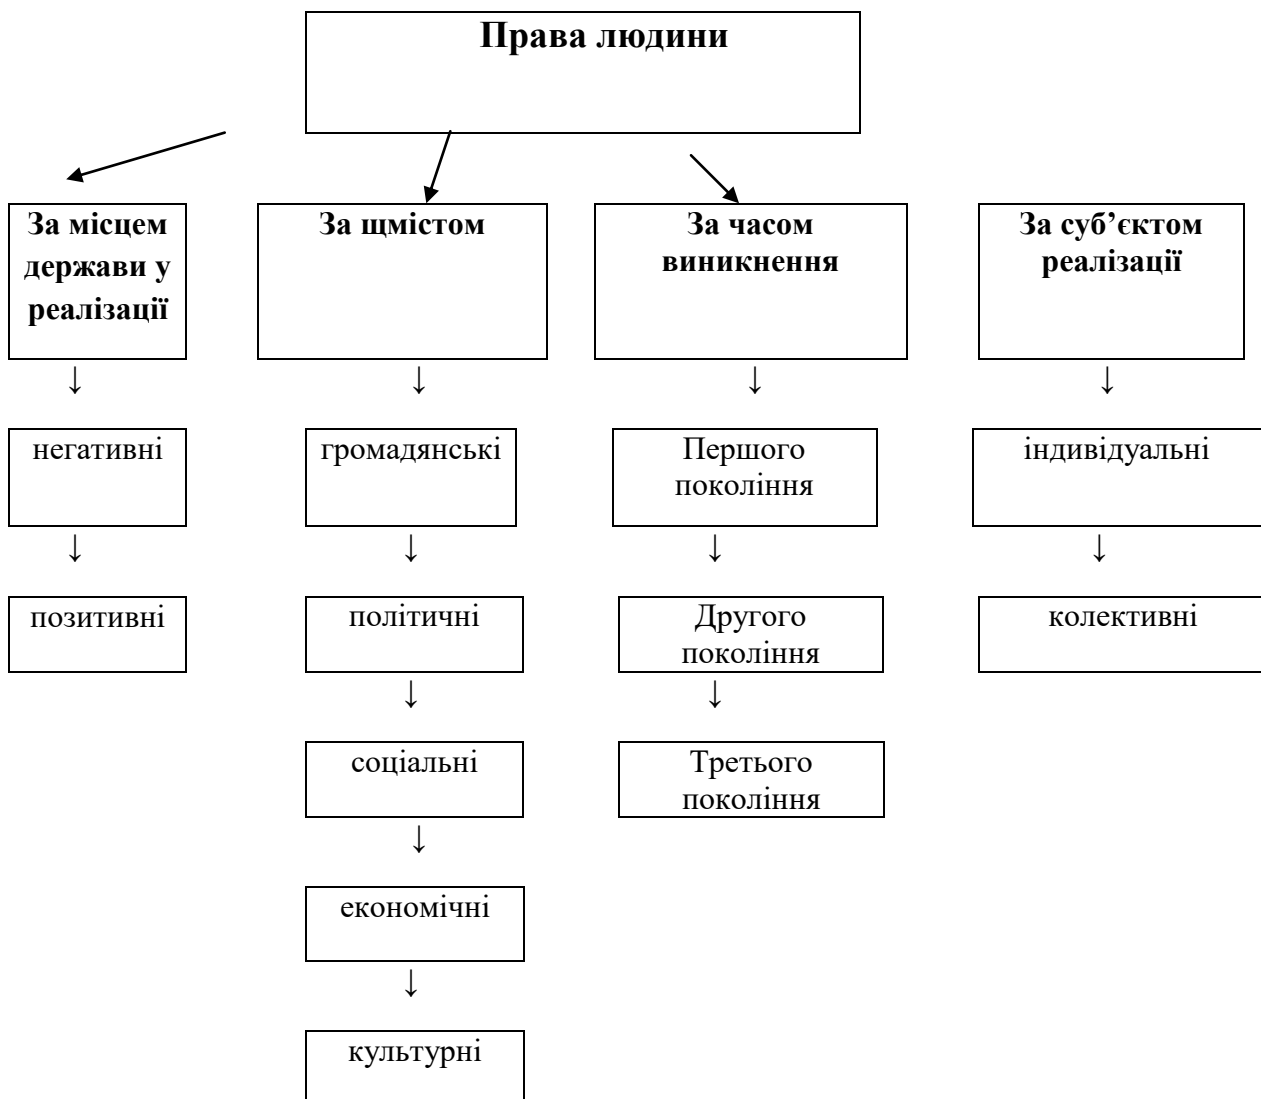 Права людини
За місцем
держави у
реалізації
За щмістом
За часом
виникнення
За суб’єктом
реалізації
↓
↓
↓
↓
негативні
громадянські
Першого
покоління
індивідуальні
↓
↓
↓
↓
позитивні
політичні
Другого
покоління
колективні
↓
↓
соціальні
Третього
покоління
↓
економічні
↓
культурні